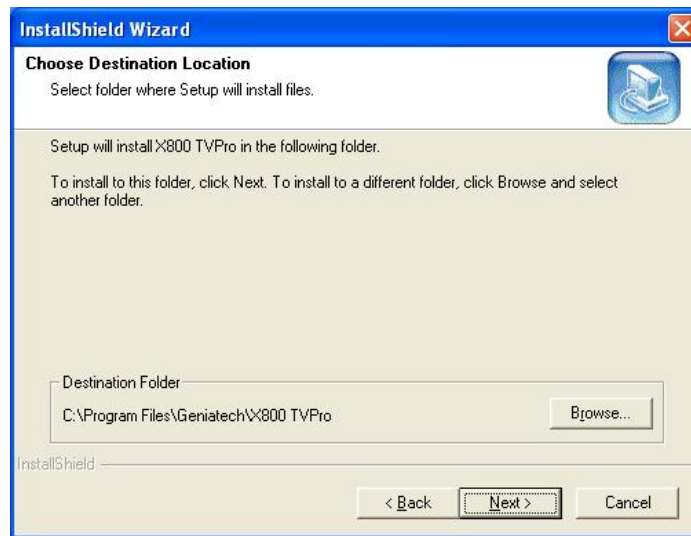 InstallShield Wizard
Choose Destination Location
Select folder where Setup will install files.
Setup will install X800 TVPro in the following folder.
To install to this folder, click Next. To install to a different folder, click Browse and select
another folder.
Destination Folder
C:\Program Files\Geniatech\X800 TVPro
Browse...
InstallShield
< Back
Next >
Cancel